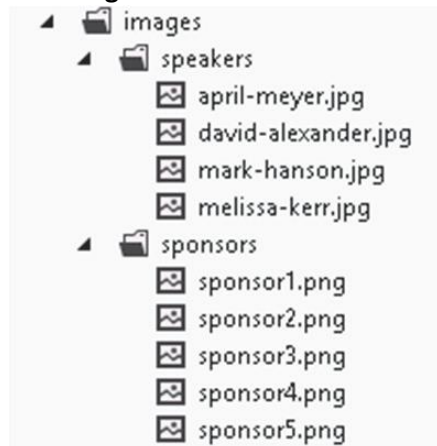 images
speakers
april-meyer.jpg
david-alexander.jpg
mark-hanson.jpg
melissa-kerr.jpg
sponsors
sponsor1.png
sponsor2.png
sponsor3.png
sponsor4.png
sponsor5.png